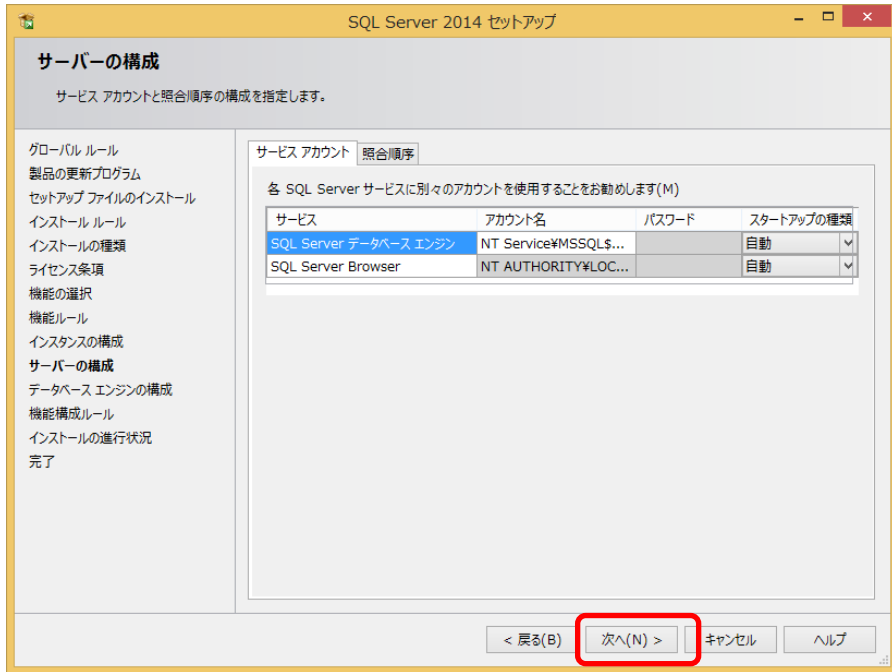 SQL Server 2014 セットアップ
サーバーの構成
サービス アカウントと照合順序の構成を指定します。
グローバル ルール
製品の更新プログラム
セットアップ ファイルのインストール
インストール ルール
インストールの種類
ライセンス条項
機能の選択
機能ルール
インスタンスの構成
サーバーの構成
データベース エンジンの構成
機能構成ルール
インストールの進行状況
完了
サービス アカウント 照合順序
各 SQL Server サービスに別々のアカウントを使用することをお勧めします(M)
サービス アカウント名 パスワード スタートアップの種類
SQL Server データベース エンジン NT Service¥MSSQL$... 自動
SQL Server Browser NT AUTHORITY¥LOC... 自動
< 戻る(B) 次へ(N) > キャンセル ヘルプ